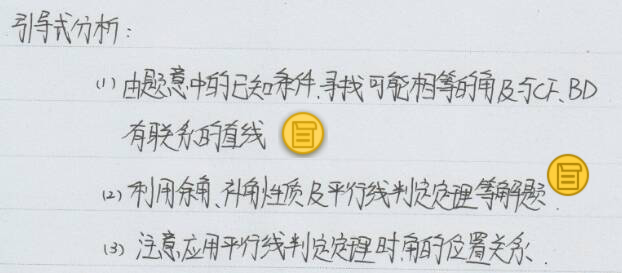 引导式分析：
(1) 由题意中的已知条件、寻找可能相等的角及与CF、BD
有联系的直线
(2) 利用余角、补角性质及平行线判定定理等解题.
(3) 注意应用平行线判定定理时角的位置关系.